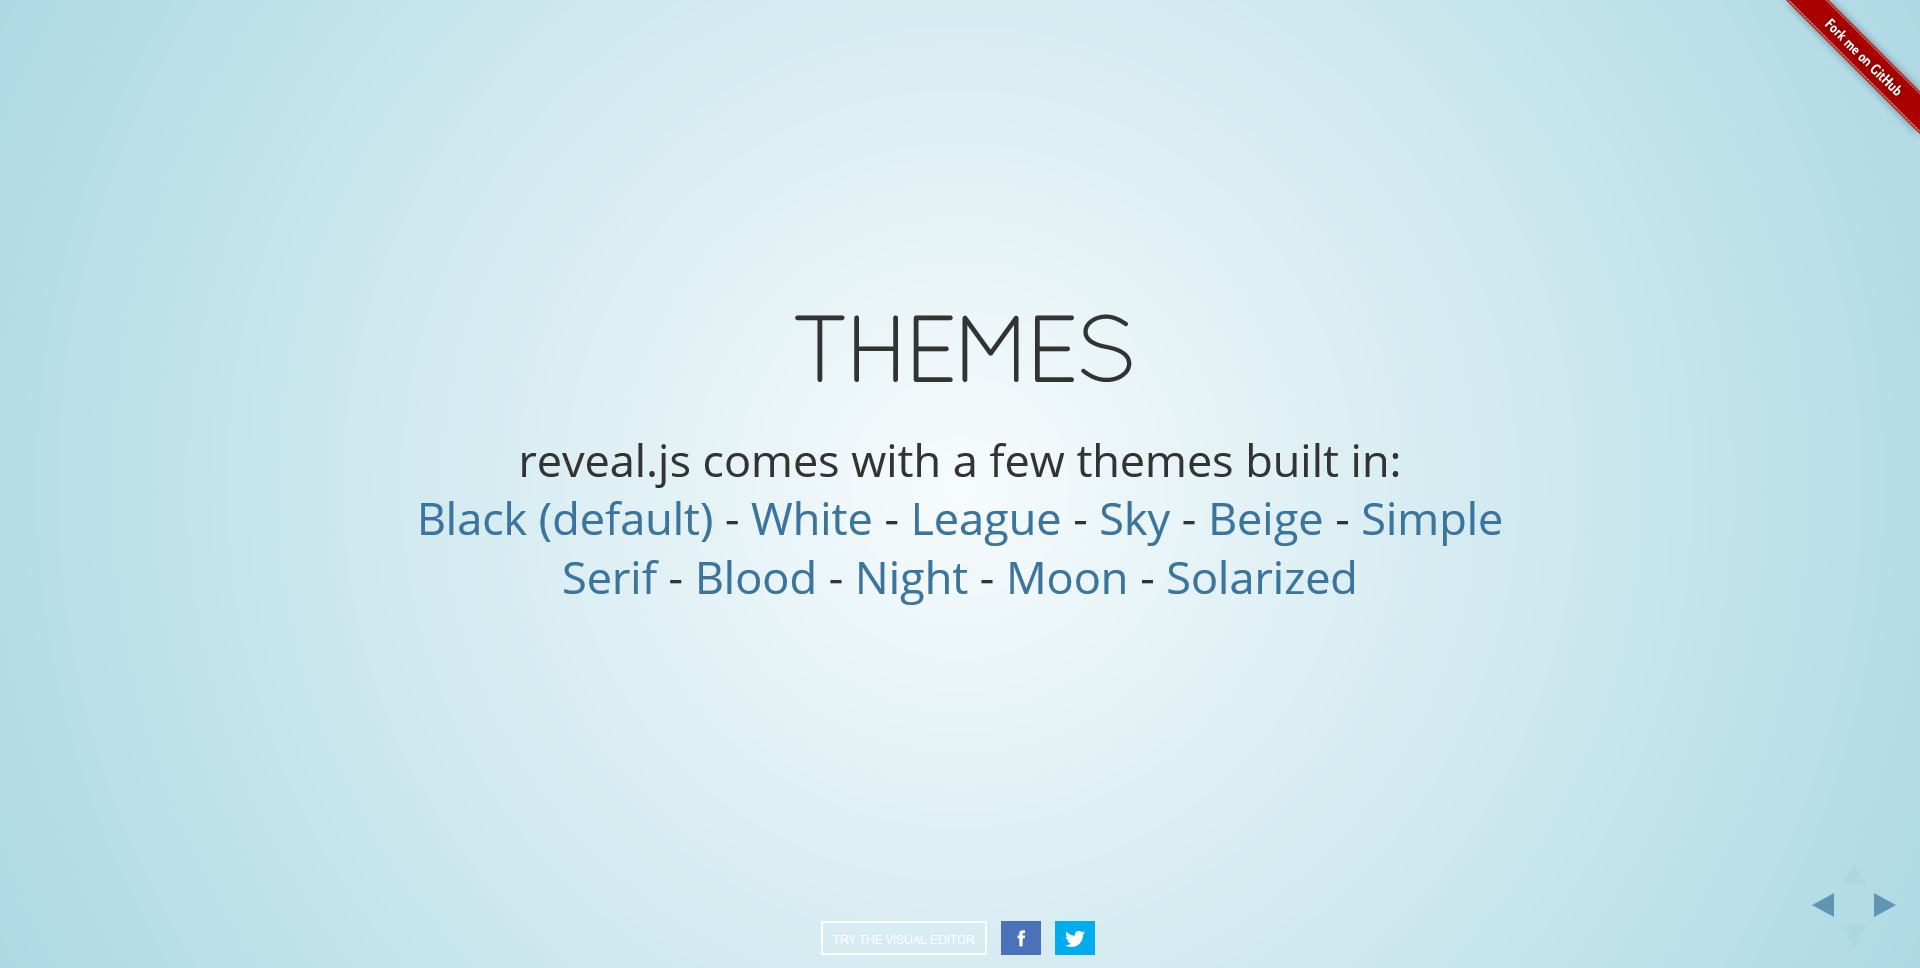 Fork me on GitHub
THEMES
reveal.js comes with a few themes built in:
Black (default) - White - League - Sky - Beige - Simple
Serif - Blood - Night - Moon - Solarized
TRY THE VISUAL EDITOR